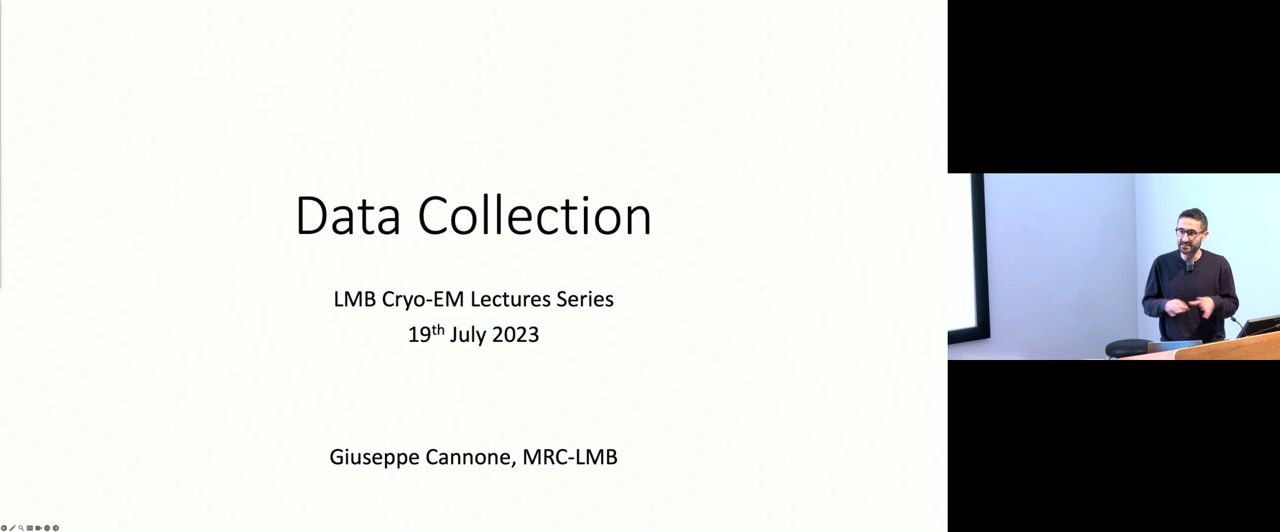 Data Collection
LMB Cryo-EM Lectures Series
19th July 2023
Giuseppe Cannone, MRC-LMB